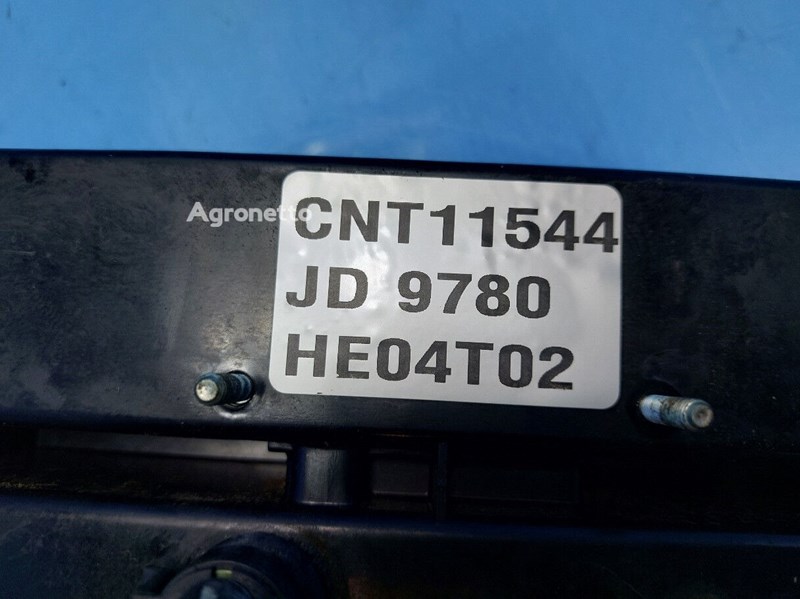 Agronetto
CNT11544
JD 9780
HE04T02